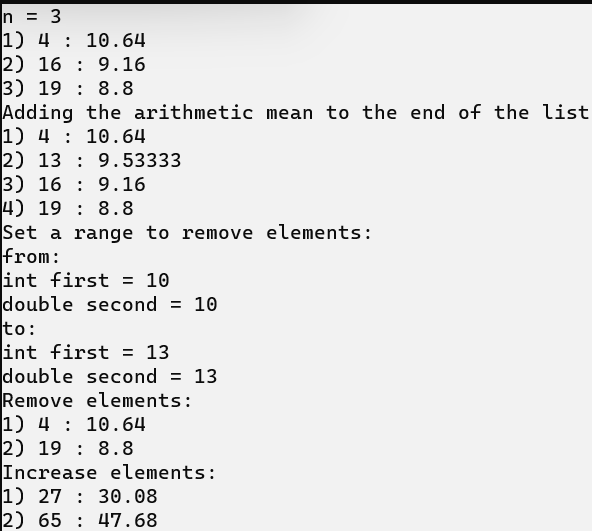 n = 3
1) 4 : 10.64
2) 16 : 9.16
3) 19 : 8.8
Adding the arithmetic mean to the end of the list
1) 4 : 10.64
2) 13 : 9.53333
3) 16 : 9.16
4) 19 : 8.8
Set a range to remove elements:
from:
int first = 10
double second = 10
to:
int first = 13
double second = 13
Remove elements:
1) 4 : 10.64
2) 19 : 8.8
Increase elements:
1) 27 : 30.08
2) 65 : 47.68